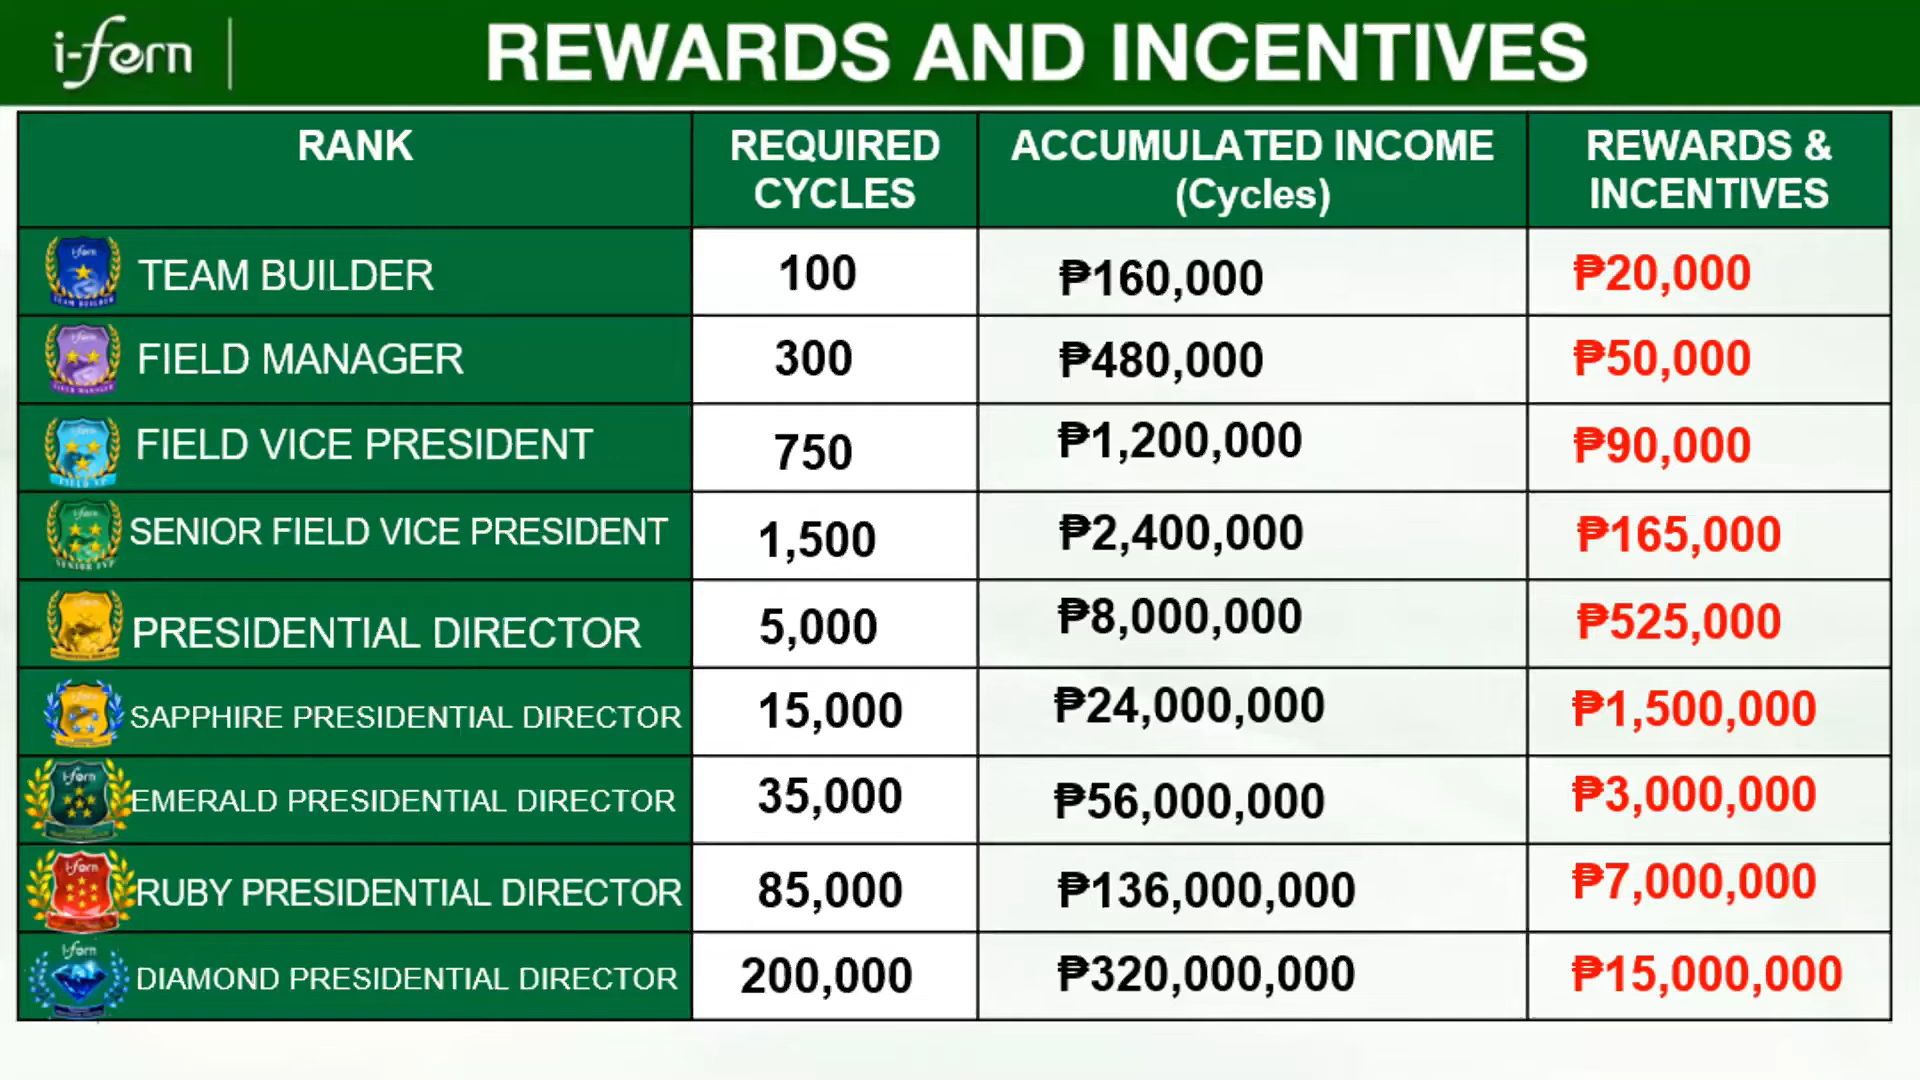 i-fern
REWARDS AND INCENTIVES
RANK
REQUIRED
CYCLES
ACCUMULATED INCOME
(Cycles)
REWARDS &
INCENTIVES
TEAM BUILDER
100
₱160,000
₱20,000
FIELD MANAGER
300
₱480,000
₱50,000
FIELD VICE PRESIDENT
750
₱1,200,000
₱90,000
SENIOR FIELD VICE PRESIDENT
1,500
₱2,400,000
₱165,000
PRESIDENTIAL DIRECTOR
5,000
₱8,000,000
₱525,000
SAPPHIRE PRESIDENTIAL DIRECTOR
15,000
₱24,000,000
₱1,500,000
i-fern
EMERALD PRESIDENTIAL DIRECTOR
35,000
₱56,000,000
₱3,000,000
i-fern
RUBY PRESIDENTIAL DIRECTOR
85,000
₱136,000,000
₱7,000,000
i-fern
DIAMOND PRESIDENTIAL DIRECTOR
200,000
₱320,000,000
₱15,000,000